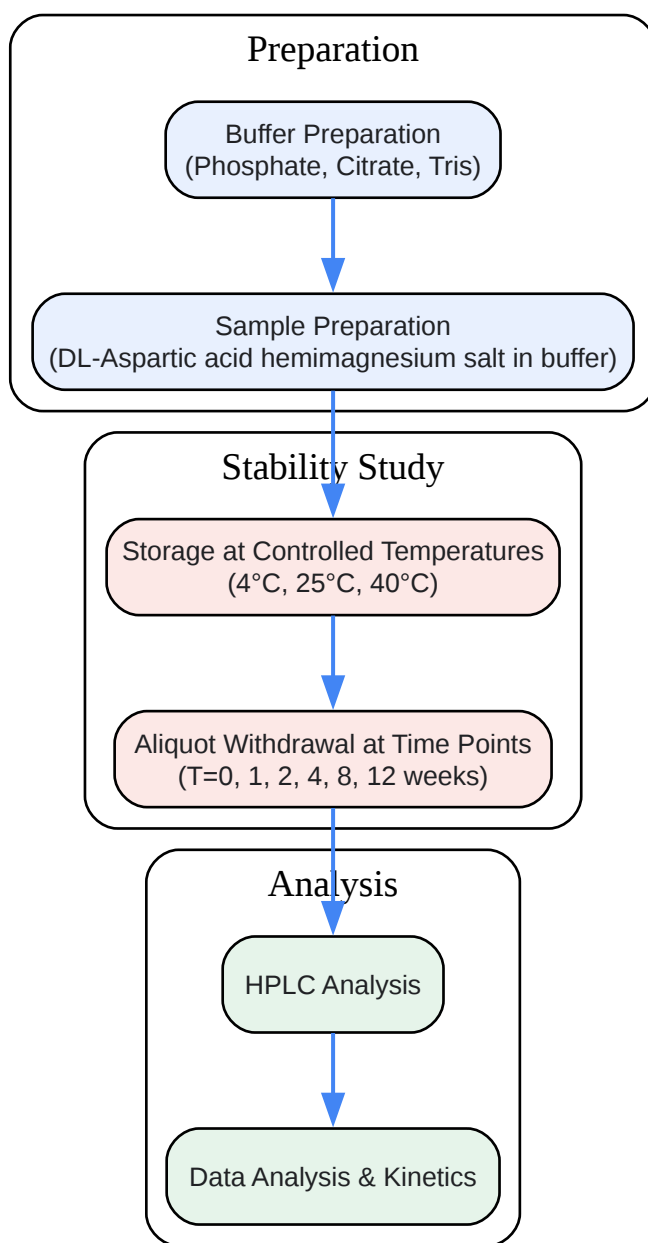 Preparation
Buffer Preparation
(Phosphate, Citrate, Tris)
Sample Preparation
(DL-Aspartic acid hemimagnesium salt in buffer)
Stability Study
Storage at Controlled Temperatures
(4°C, 25°C, 40°C)
Aliquot Withdrawal at Time Points
(T=0, 1, 2, 4, 8, 12 weeks)
Analysis
HPLC Analysis
Data Analysis & Kinetics